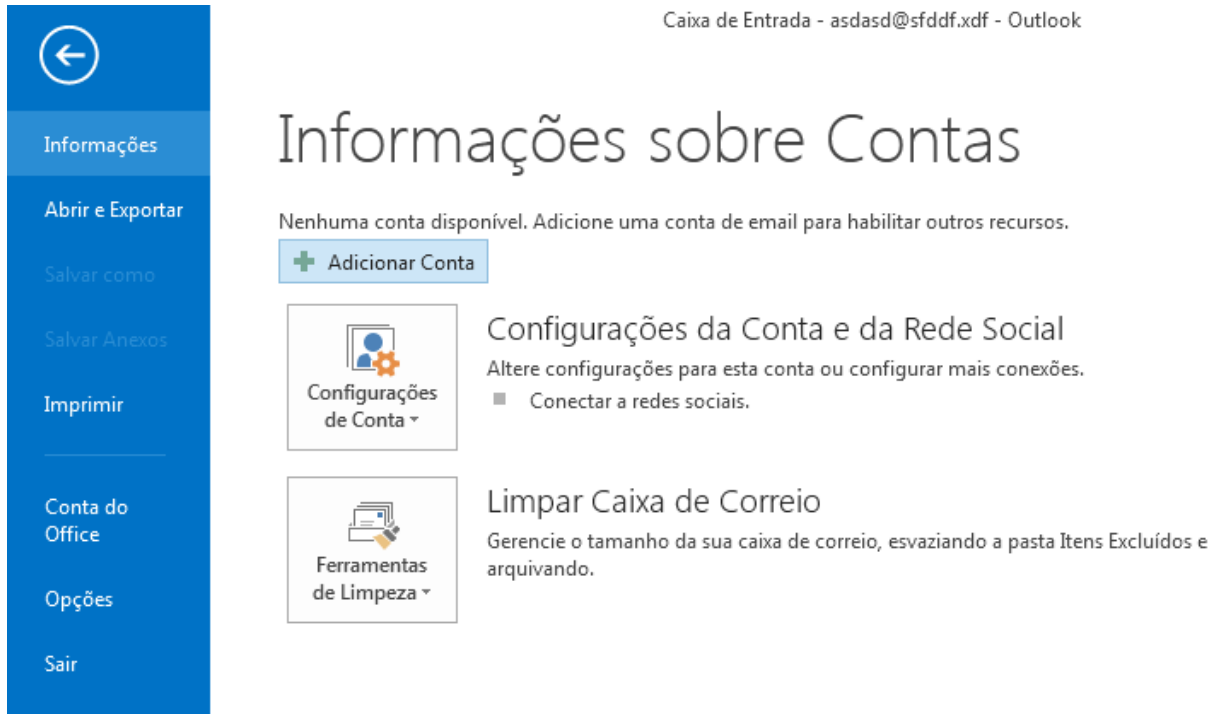 Caixa de Entrada - asdasd@sfddf.xdf - Outlook
Informações
Abrir e Exportar
Salvar como
Salvar Anexos
Imprimir
Conta do
Office
Opções
Sair
Informações sobre Contas
Nenhuma conta disponível. Adicione uma conta de email para habilitar outros recursos.
Adicionar Conta
Configurações
de Conta
Configurações da Conta e da Rede Social
Altere configurações para esta conta ou configurar mais conexões.
Conectar a redes sociais.
Ferramentas
de Limpeza
Limpar Caixa de Correio
Gerencie o tamanho da sua caixa de correio, esvaziando a pasta Itens Excluídos e
arquivando.